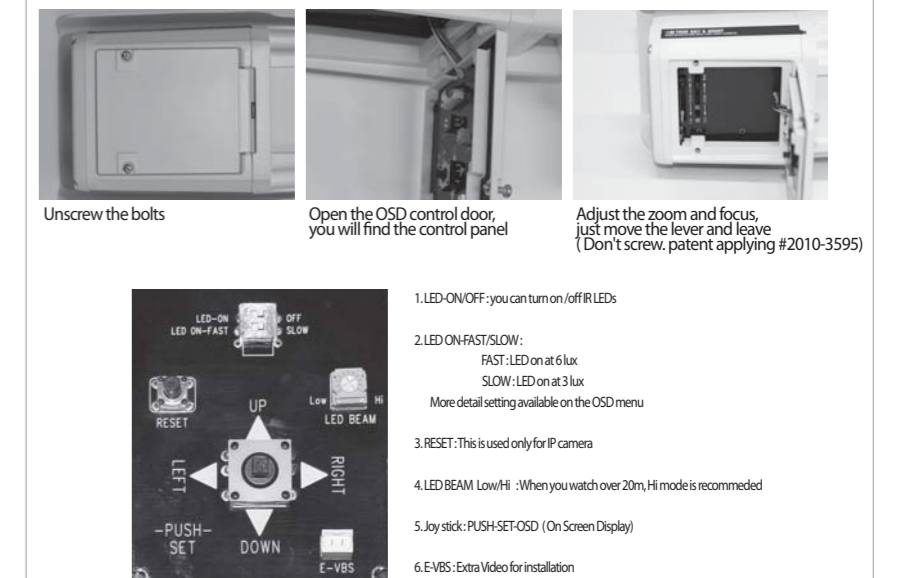 Unscrew the bolts
Open the OSD control door,
you will find the control panel
Adjust the zoom and focus,
just move the lever and leave
( Don't screw. patent applying #2010-3595)
LED-ON OFF
LED ON-FAST SLOW
RESET
Low Hi
LED BEAM
UP
LEFT
RIGHT
-PUSH-
SET
DOWN
E-VBS
1. LED-ON/OFF : you can turn on /off IR LEDs
2. LED ON-FAST/SLOW :
FAST : LED on at 6 lux
SLOW : LED on at 3 lux
More detail setting available on the OSD menu
3. RESET : This is used only for IP camera
4. LED BEAM Low/Hi : When you watch over 20m, Hi mode is recommeded
5. Joy stick : PUSH-SET-OSD ( On Screen Display)
6. E-VBS : Extra Video for installation